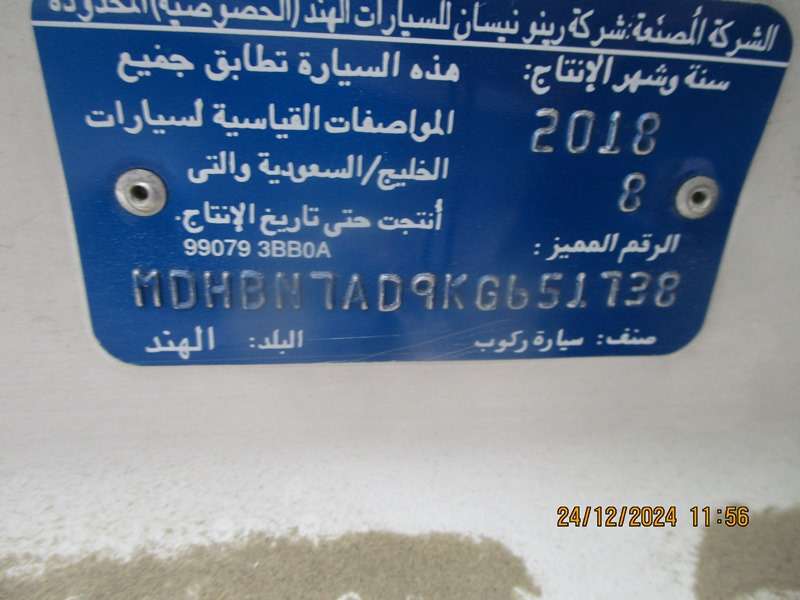 الشركة المصنعة: شركة رينو نيسان للسيارات الهند (الخصوصية) المحدودة
سنة وشهر الإنتاج:
2018
8
هذه السيارة تطابق جميع
المواصفات القياسية لسيارات
الخليج/السعودية والتى
أنتجت حتى تاريخ الإنتاج.
الرقم المميز :
99079 3BB0A
MDHBN7AD9KG651738
صنف: سيارة ركوب
البلد: الهند
24/12/2024 11:56